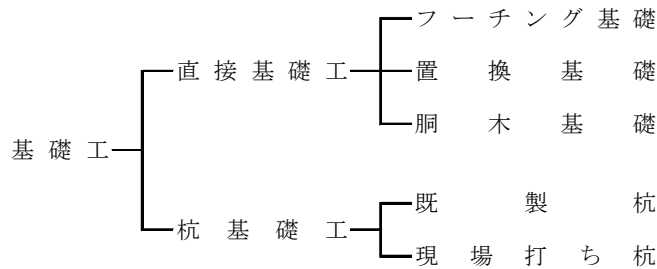 フーチング基礎
直接基礎工
置換基礎
胴木基礎
基礎工
既製杭
杭基礎工
現場打ち杭